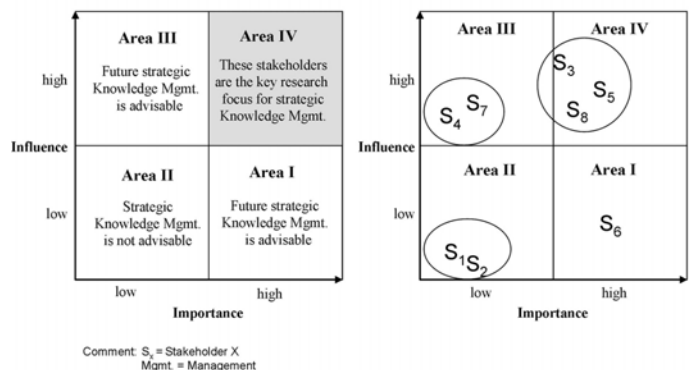 Area III
Future strategic
Knowledge Mgmt.
is advisable
Area IV
These stakeholders
are the key research
focus for strategic
Knowledge Mgmt.
high
Influence
Area II
Strategic
Knowledge Mgmt.
is not advisable
Area I
Future strategic
Knowledge Mgmt.
is advisable
low
low
high
Importance
Area III
Area IV
high
S3
S5
S7
S4
S8
Influence
Area II
Area I
low
S6
S1
S2
low
high
Importance
Comment: Sx = Stakeholder X
Mgmt. = Management